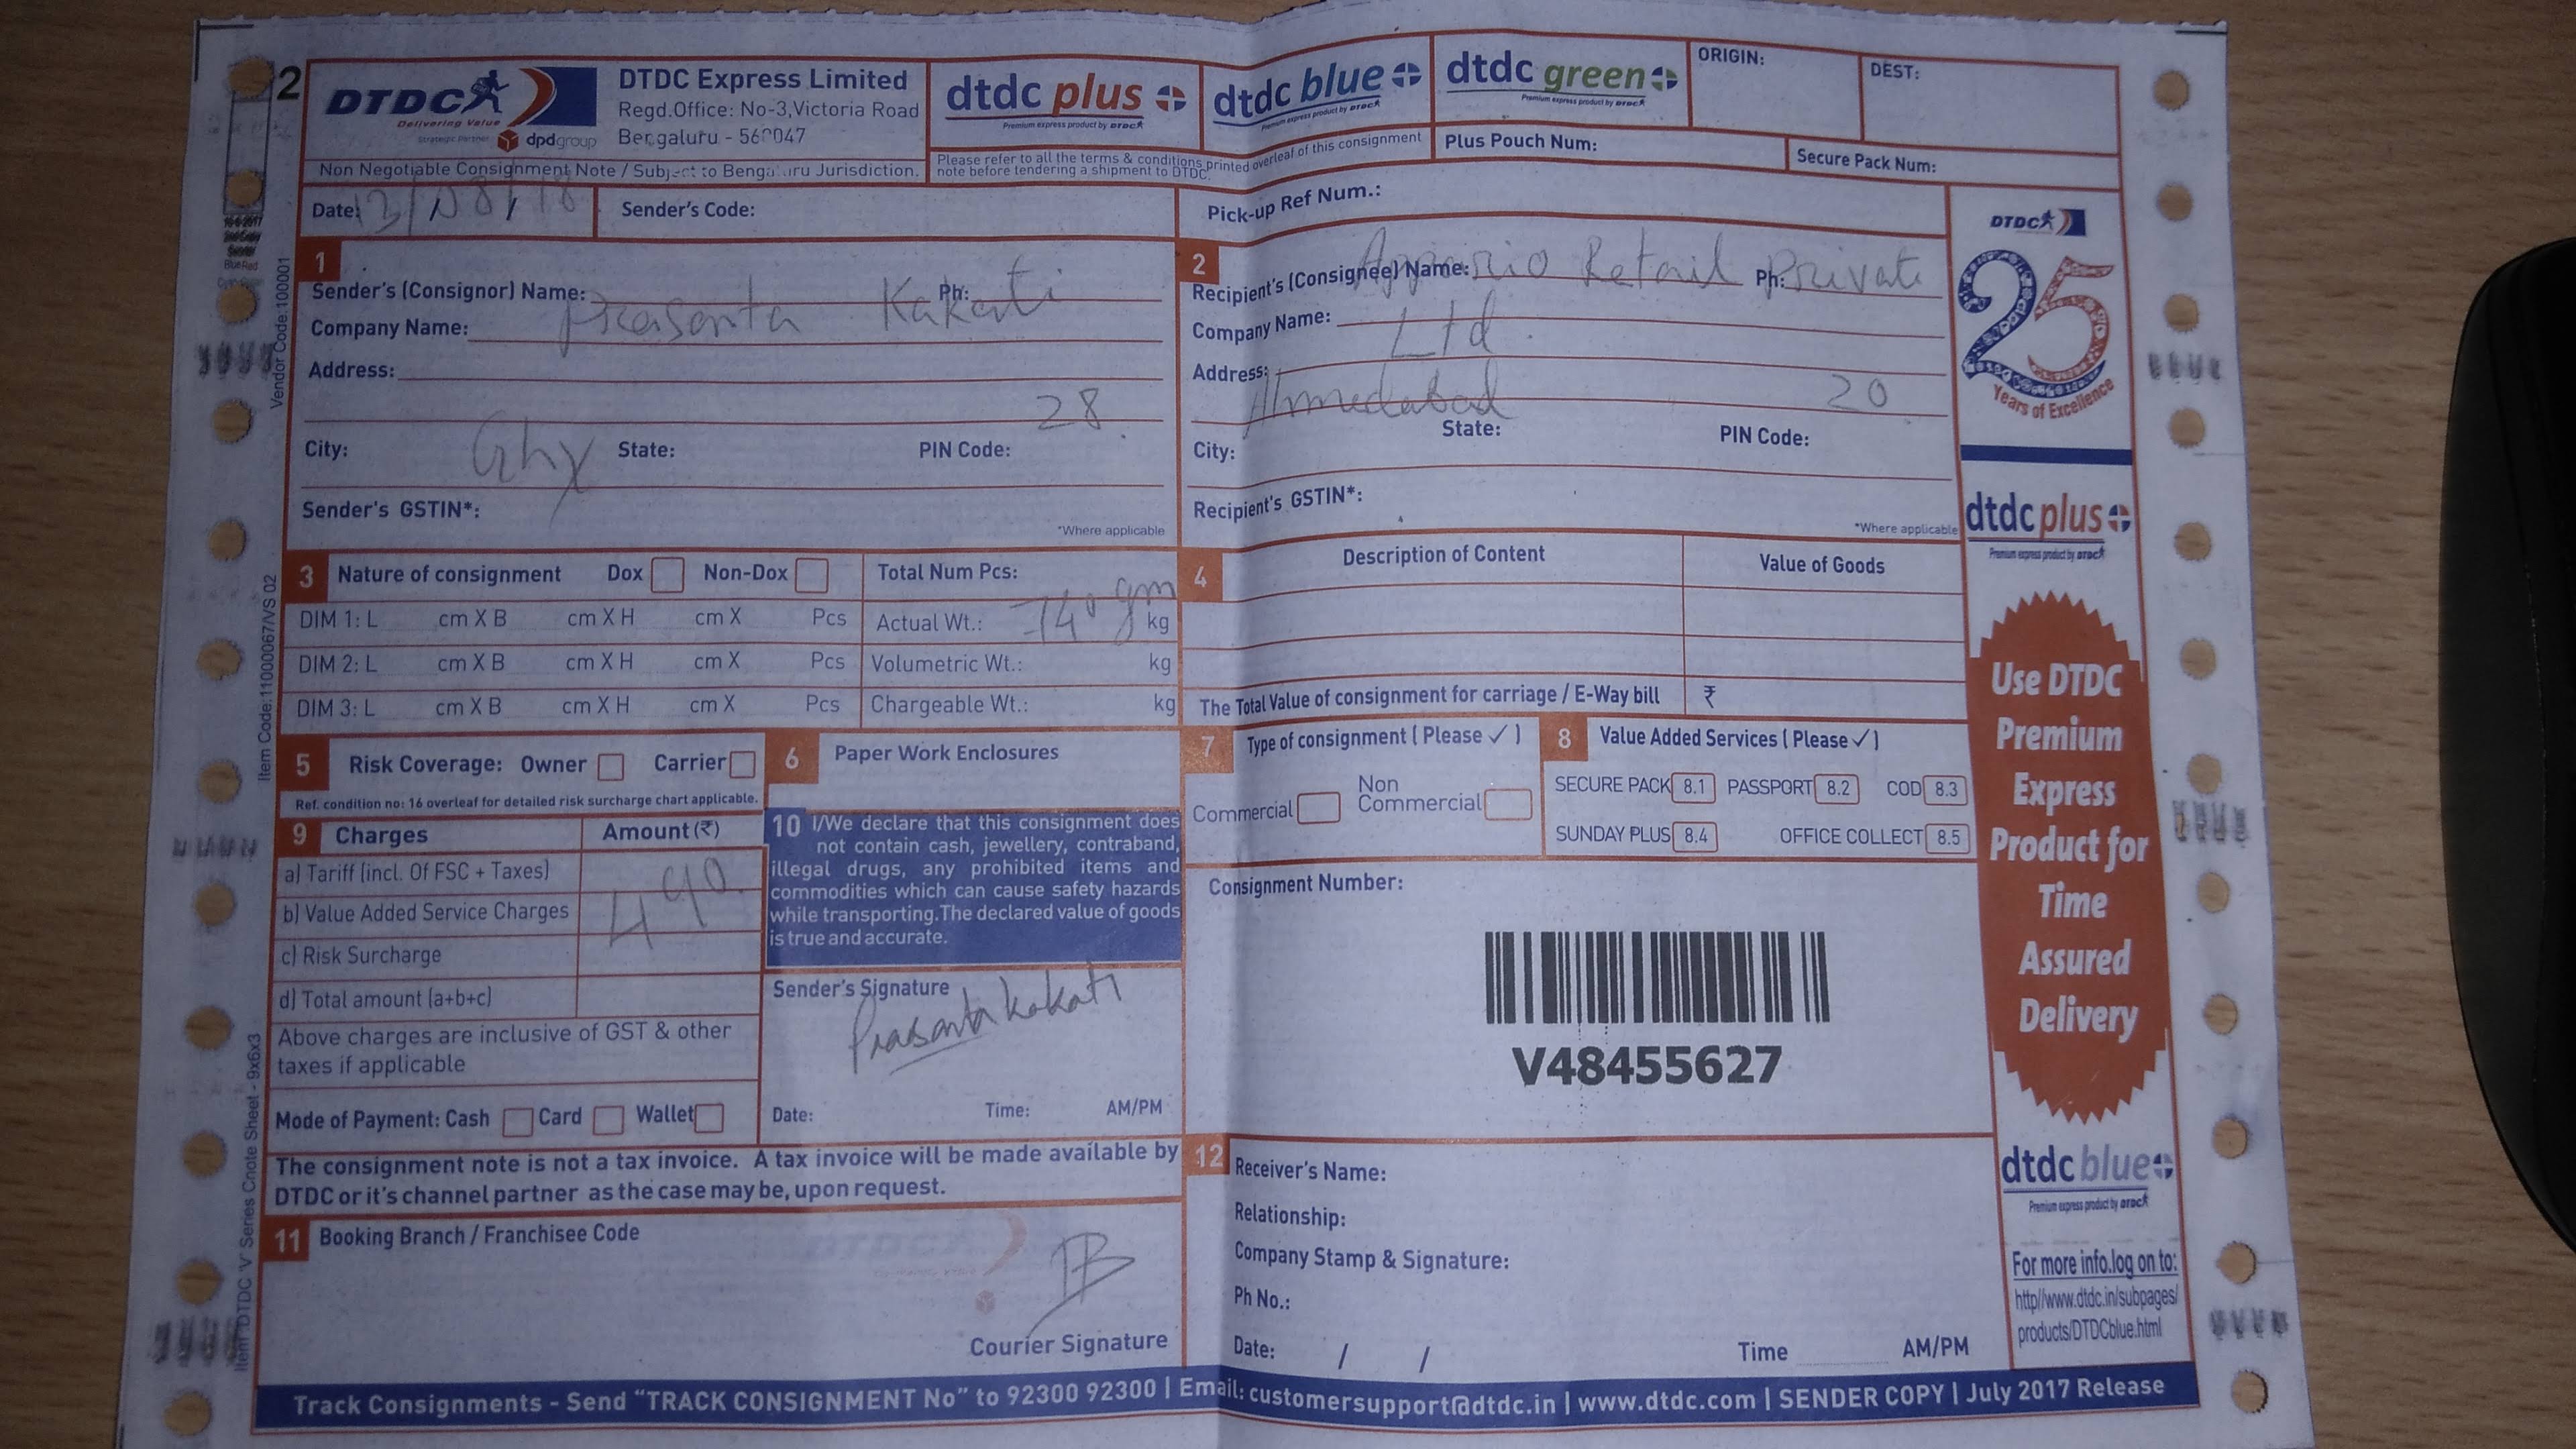 2
DTDC
Delivering Value
Strategic Partner dpdgroup
DTDC Express Limited
Regd.Office: No-3,Victoria Road
Bengaluru - 560047
Non Negotiable Consignment Note / Subject to Bengaluru Jurisdiction.
dtdc plus
Premium express product by DTDC
dtdc blue
Premium express product by DTDC
dtdc green
Premium express product by DTDC
Please refer to all the terms & conditions printed overleaf of this consignment
note before tendering a shipment to DTDC.
ORIGIN:
DEST:
Plus Pouch Num:
Secure Pack Num:
Date: 13/08/18
Sender's Code:
Pick-up Ref Num.:
1
Sender's (Consignor) Name: Ph:
Prasanta Kakati
Company Name:
Address:
28
City: Ghy State: PIN Code:
Sender's GSTIN*:
*Where applicable
2
Recipient's (Consignee) Name: Appario Retail Ph: Private
Company Name: Ltd
Address:
Ahmedabad 20
City: State: PIN Code:
Recipient's GSTIN*:
*Where applicable
3 Nature of consignment Dox Non-Dox
Total Num Pcs:
DIM 1: L cm X B cm X H cm X Pcs
Actual Wt.: 740 gm kg
DIM 2: L cm X B cm X H cm X Pcs
Volumetric Wt.: kg
DIM 3: L cm X B cm X H cm X Pcs
Chargeable Wt.: kg
4 Description of Content Value of Goods
The Total Value of consignment for carriage / E-Way bill ₹
5 Risk Coverage: Owner Carrier
Ref. condition no: 16 overleaf for detailed risk surcharge chart applicable.
6 Paper Work Enclosures
7 Type of consignment ( Please ✓ )
Commercial Non Commercial
8 Value Added Services ( Please ✓ )
SECURE PACK 8.1 PASSPORT 8.2 COD 8.3
SUNDAY PLUS 8.4 OFFICE COLLECT 8.5
9 Charges Amount (₹)
a) Tariff (incl. Of FSC + Taxes)
b) Value Added Service Charges
490
c) Risk Surcharge
d) Total amount (a+b+c)
Above charges are inclusive of GST & other
taxes if applicable
Mode of Payment: Cash Card Wallet
10 I/We declare that this consignment does
not contain cash, jewellery, contraband,
illegal drugs, any prohibited items and
commodities which can cause safety hazards
while transporting.The declared value of goods
is true and accurate.
Sender's Signature
Prasanta Kakati
Date: Time: AM/PM
Consignment Number:
V48455627
The consignment note is not a tax invoice. A tax invoice will be made available by
DTDC or it's channel partner as the case may be, upon request.
11 Booking Branch / Franchisee Code
DTDC
Courier Signature
12 Receiver's Name:
Relationship:
Company Stamp & Signature:
Ph No.:
Date: / / Time AM/PM
DTDC
25
Years of Excellence
dtdc plus
Premium express product by DTDC
Use DTDC
Premium
Express
Product for
Time
Assured
Delivery
dtdc blue
Premium express product by DTDC
For more info.log on to:
http//www.dtdc.in/subpages/
products/DTDCblue.html
Track Consignments - Send "TRACK CONSIGNMENT No" to 92300 92300 | Email: customersupport@dtdc.in | www.dtdc.com | SENDER COPY | July 2017 Release
Vendor Code:100001
Item Code:11000067/VS 02
Item :DTDC 'V' Series Cnote Sheet - 9x6x3